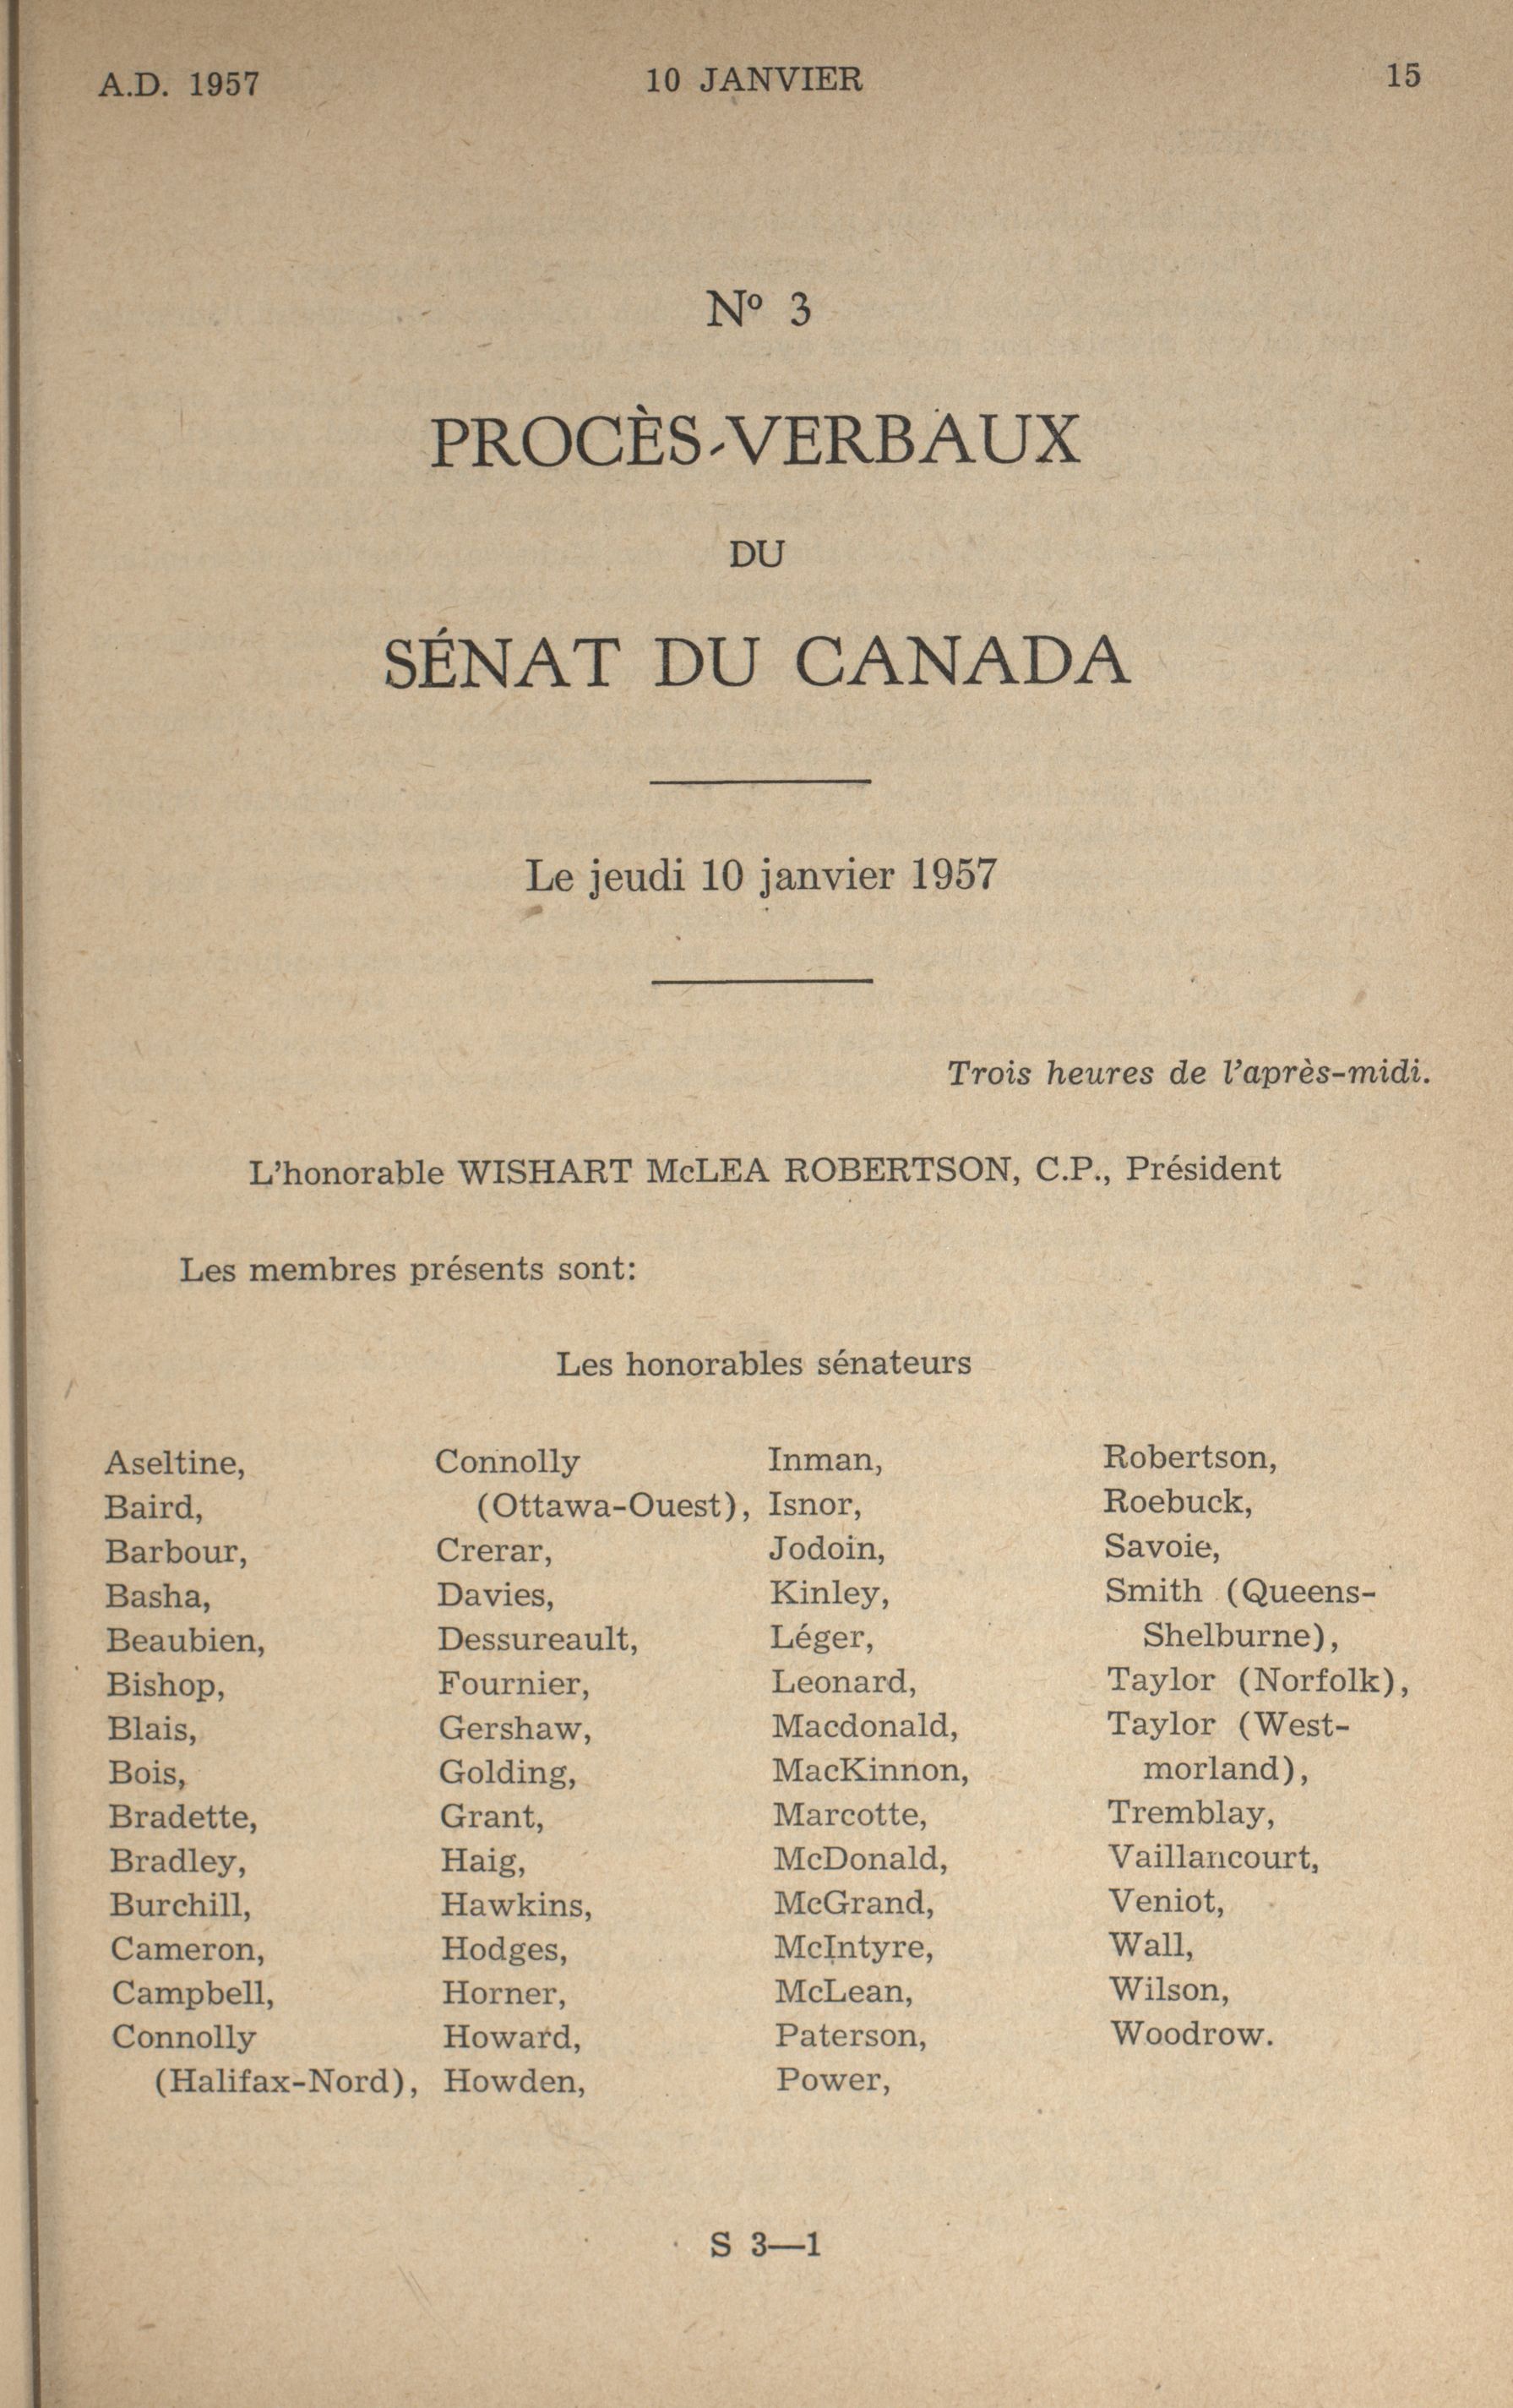 A.D. 1957 10 JANVIER 15
Nº 3
PROCÈS-VERBAUX
DU
SÉNAT DU CANADA
Le jeudi 10 janvier 1957
Trois heures de l'après-midi.
L'honorable WISHART McLEA ROBERTSON, C.P., Président
Les membres présents sont:
Les honorables sénateurs
Aseltine,
Baird,
Barbour,
Basha,
Beaubien,
Bishop,
Blais,
Bois,
Bradette,
Bradley,
Burchill,
Cameron,
Campbell,
Connolly
(Halifax-Nord),
Connolly
(Ottawa-Ouest),
Crerar,
Davies,
Dessureault,
Fournier,
Gershaw,
Golding,
Grant,
Haig,
Hawkins,
Hodges,
Horner,
Howard,
Howden,
Inman,
Isnor,
Jodoin,
Kinley,
Léger,
Leonard,
Macdonald,
MacKinnon,
Marcotte,
McDonald,
McGrand,
McIntyre,
McLean,
Paterson,
Power,
Robertson,
Roebuck,
Savoie,
Smith (Queens-
Shelburne),
Taylor (Norfolk),
Taylor (West-
morland),
Tremblay,
Vaillancourt,
Veniot,
Wall,
Wilson,
Woodrow.
S 3—1